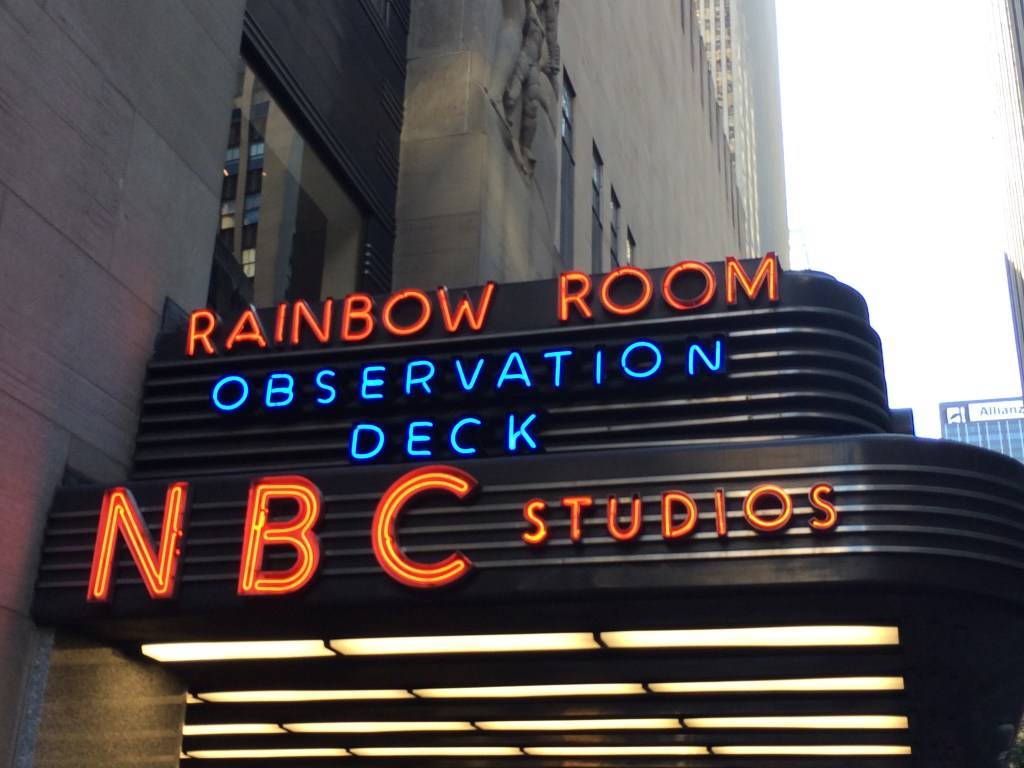 RAINBOW ROOM
OBSERVATION
DECK
NBC STUDIOS
Allianz